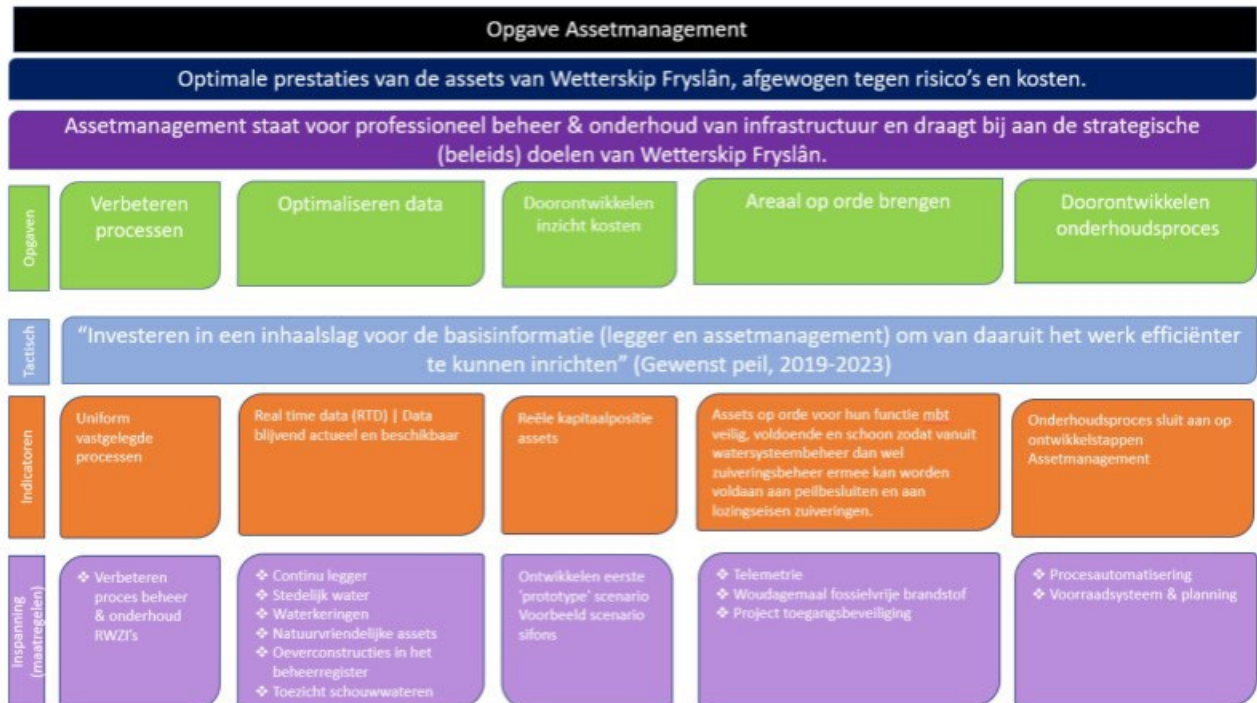 Opgave Assetmanagement
Optimale prestaties van de assets van Wetterskip Fryslân, afgewogen tegen risico's en kosten.
Assetmanagement staat voor professioneel beheer & onderhoud van infrastructuur en draagt bij aan de strategische
(beleids) doelen van Wetterskip Fryslân.
Opgaven
Verbeteren
processen
Optimaliseren data
Doorontwikkelen
inzicht kosten
Areaal op orde brengen
Doorontwikkelen
onderhoudsproces
Tactisch
"Investeren in een inhaalslag voor de basisinformatie (legger en assetmanagement) om van daaruit het werk efficiënter
te kunnen inrichten" (Gewenst peil, 2019-2023)
Indicatoren
Uniform
vastgelegde
processen
Real time data (RTD) | Data
blijvend actueel en beschikbaar
Reële kapitaalpositie
assets
Assets op orde voor hun functie mbt
veilig, voldoende en schoon zodat vanuit
watersysteembeheer dan wel
zuiveringsbeheer ermee kan worden
voldaan aan peilbesluiten en aan
lozingseisen zuiveringen.
Onderhoudsproces sluit aan op
ontwikkelstappen
Assetmanagement
Inspanning
(maatregelen)
❖ Verbeteren
proces beheer
& onderhoud
RWZI's
❖ Continu legger
❖ Stedelijk water
❖ Waterkeringen
❖ Natuurvriendelijke assets
❖ Oeverconstructies in het
beheerregister
❖ Toezicht schouwwateren
Ontwikkelen eerste
'prototype' scenario
Voorbeeld scenario
sifons
❖ Telemetrie
❖ Woudagemaal fossielvrije brandstof
❖ Project toegangsbeveiliging
❖ Procesautomatisering
❖ Voorraadsysteem & planning